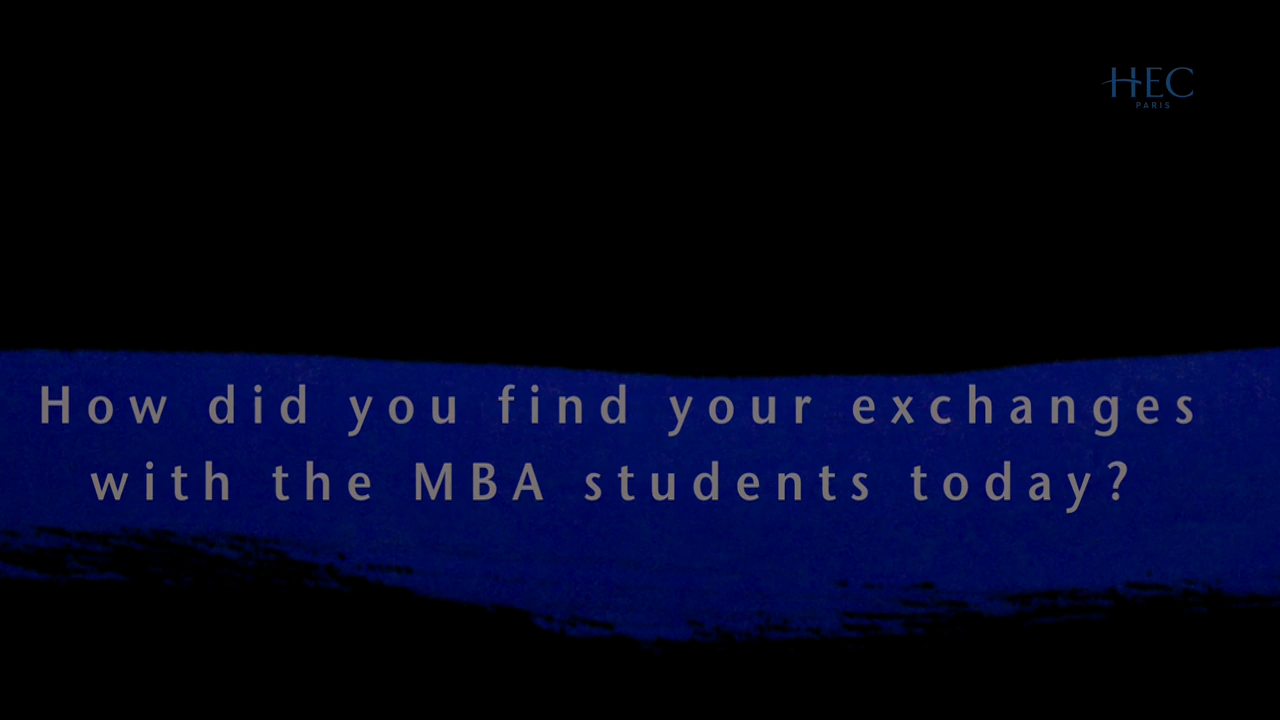 HEC
PARIS
How did you find your exchanges
with the MBA students today?